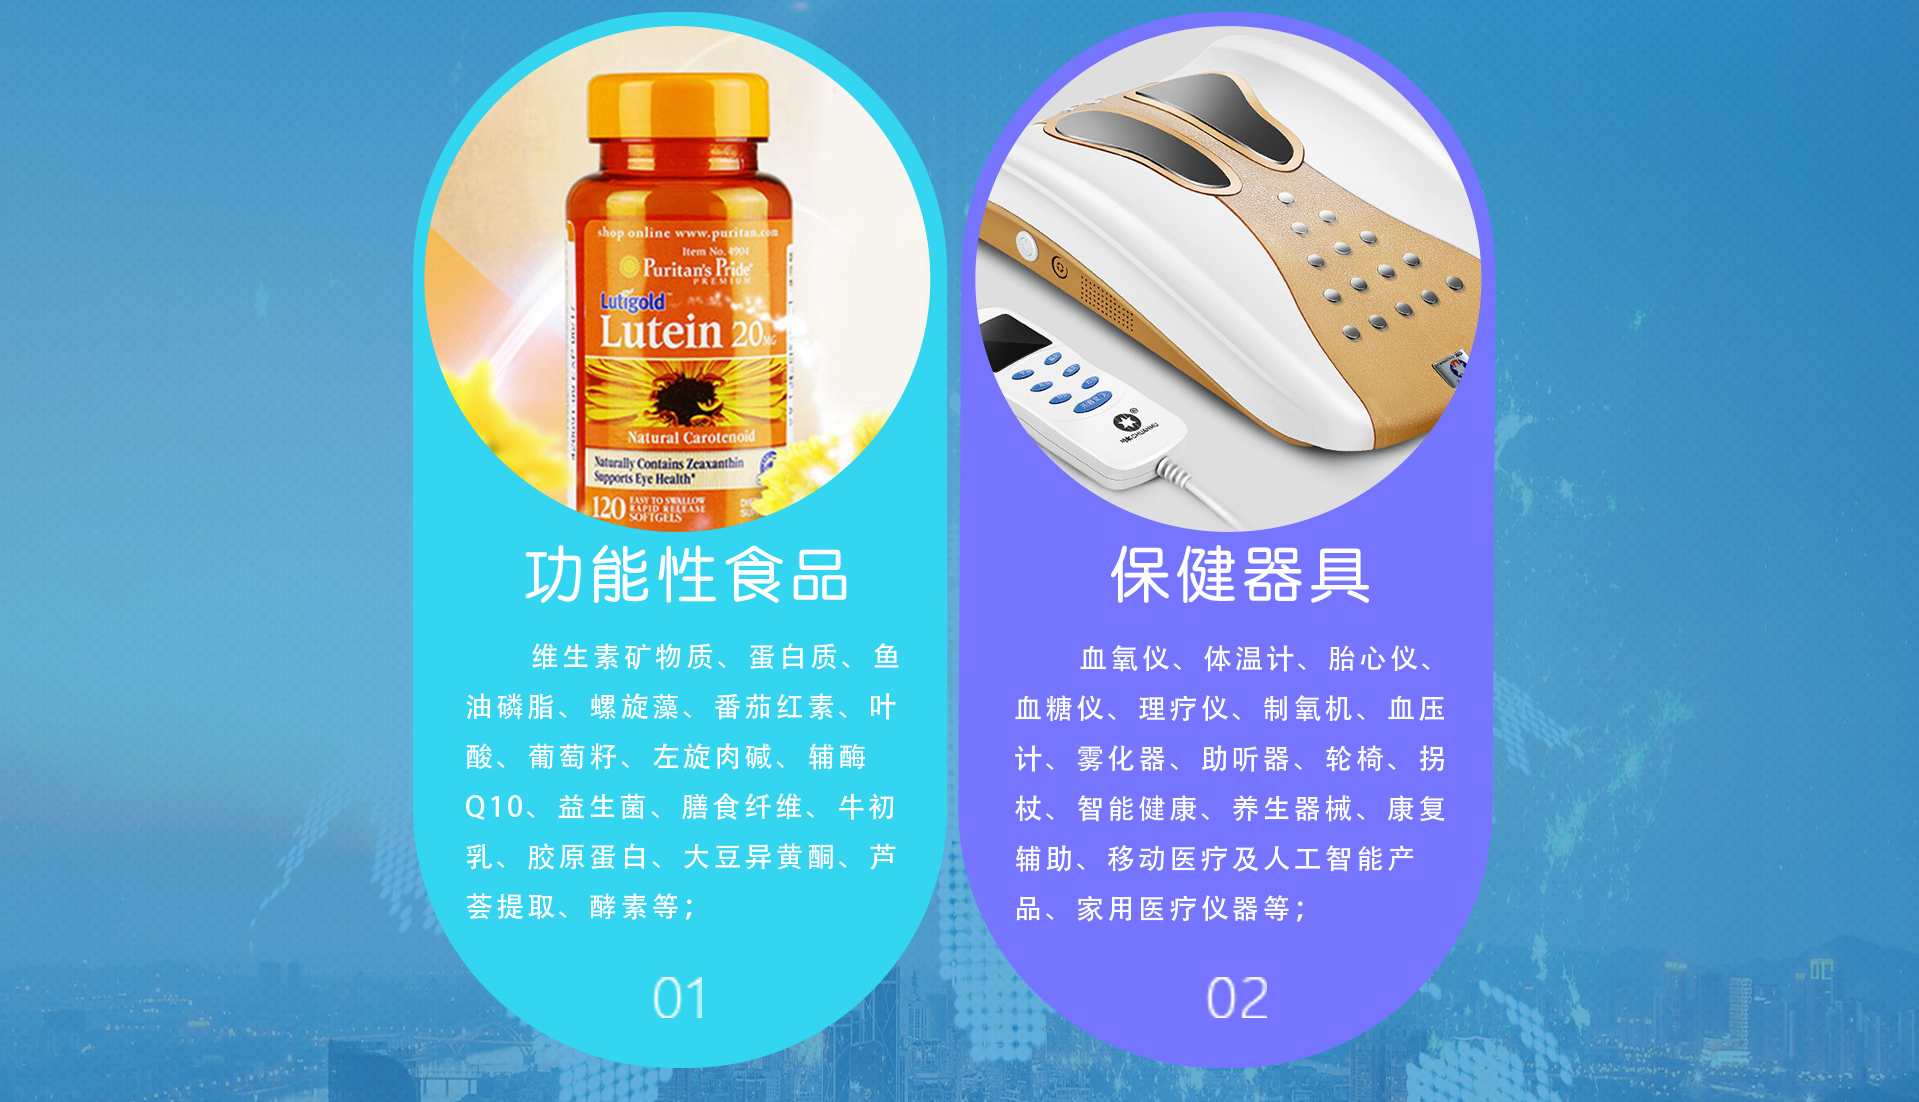 shop online www.puritan.com
Item No. 4904
Puritan's Pride
PREMIUM
Lutigold
Lutein 20MG
Natural Carotenoid
Naturally Contains Zeaxanthin
Supports Eye Health*
120 EASY TO SWALLOW
RAPID RELEASE
SOFTGELS
功能性食品
维生素矿物质、蛋白质、鱼
油磷脂、螺旋藻、番茄红素、叶
酸、葡萄籽、左旋肉碱、辅酶
Q10、益生菌、膳食纤维、牛初
乳、胶原蛋白、大豆异黄酮、芦
荟提取、酵素等；
01
保健器具
血氧仪、体温计、胎心仪、
血糖仪、理疗仪、制氧机、血压
计、雾化器、助听器、轮椅、拐
杖、智能健康、养生器械、康复
辅助、移动医疗及人工智能产
品、家用医疗仪器等；
02